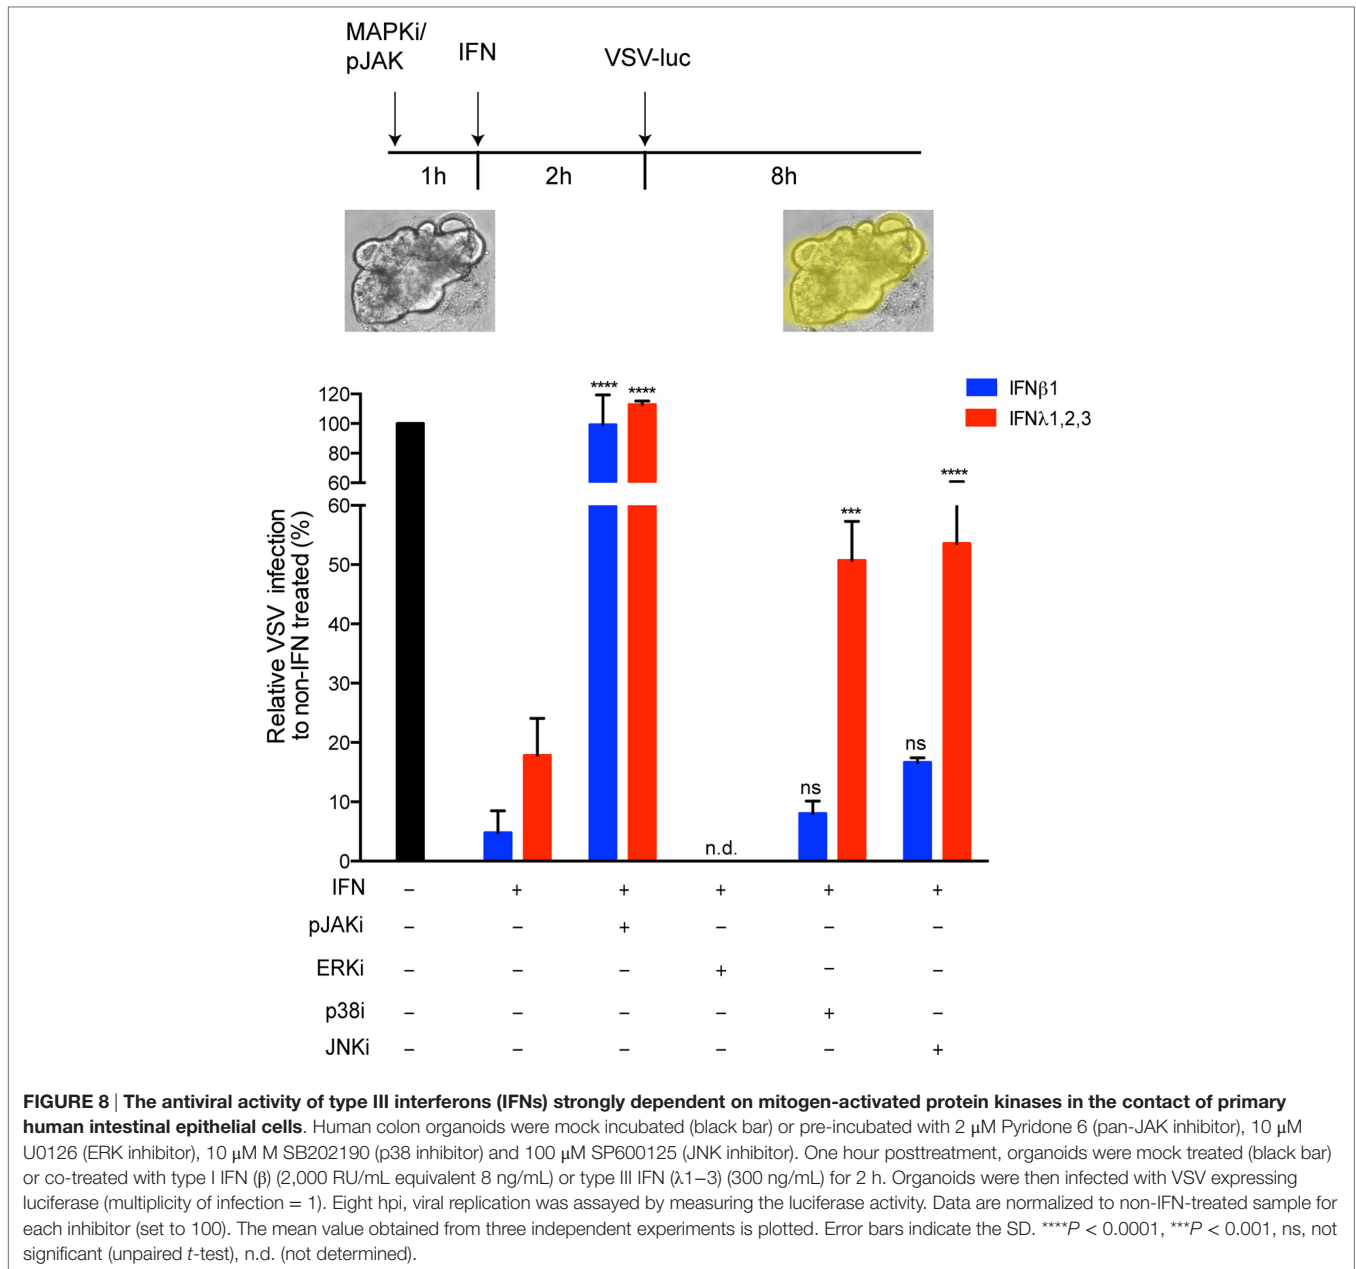 MAPKi/
pJAK
IFN
VSV-luc
1h
2h
8h
IFNβ1
IFNλ1,2,3
Relative VSV infection
to non-IFN treated (%)
120
100
80
60
60
50
40
30
20
10
0
**** ****
n.d.
ns
***
ns
****
IFN – + + + + +
pJAKi – – + – – –
ERKi – – – + – –
p38i – – – – + –
JNKi – – – – – +
FIGURE 8 | The antiviral activity of type III interferons (IFNs) strongly dependent on mitogen-activated protein kinases in the contact of primary
human intestinal epithelial cells. Human colon organoids were mock incubated (black bar) or pre-incubated with 2 μM Pyridone 6 (pan-JAK inhibitor), 10 μM
U0126 (ERK inhibitor), 10 μM M SB202190 (p38 inhibitor) and 100 μM SP600125 (JNK inhibitor). One hour posttreatment, organoids were mock treated (black bar)
or co-treated with type I IFN (β) (2,000 RU/mL equivalent 8 ng/mL) or type III IFN (λ1–3) (300 ng/mL) for 2 h. Organoids were then infected with VSV expressing
luciferase (multiplicity of infection = 1). Eight hpi, viral replication was assayed by measuring the luciferase activity. Data are normalized to non-IFN-treated sample for
each inhibitor (set to 100). The mean value obtained from three independent experiments is plotted. Error bars indicate the SD. ****P < 0.0001, ***P < 0.001, ns, not
significant (unpaired t-test), n.d. (not determined).